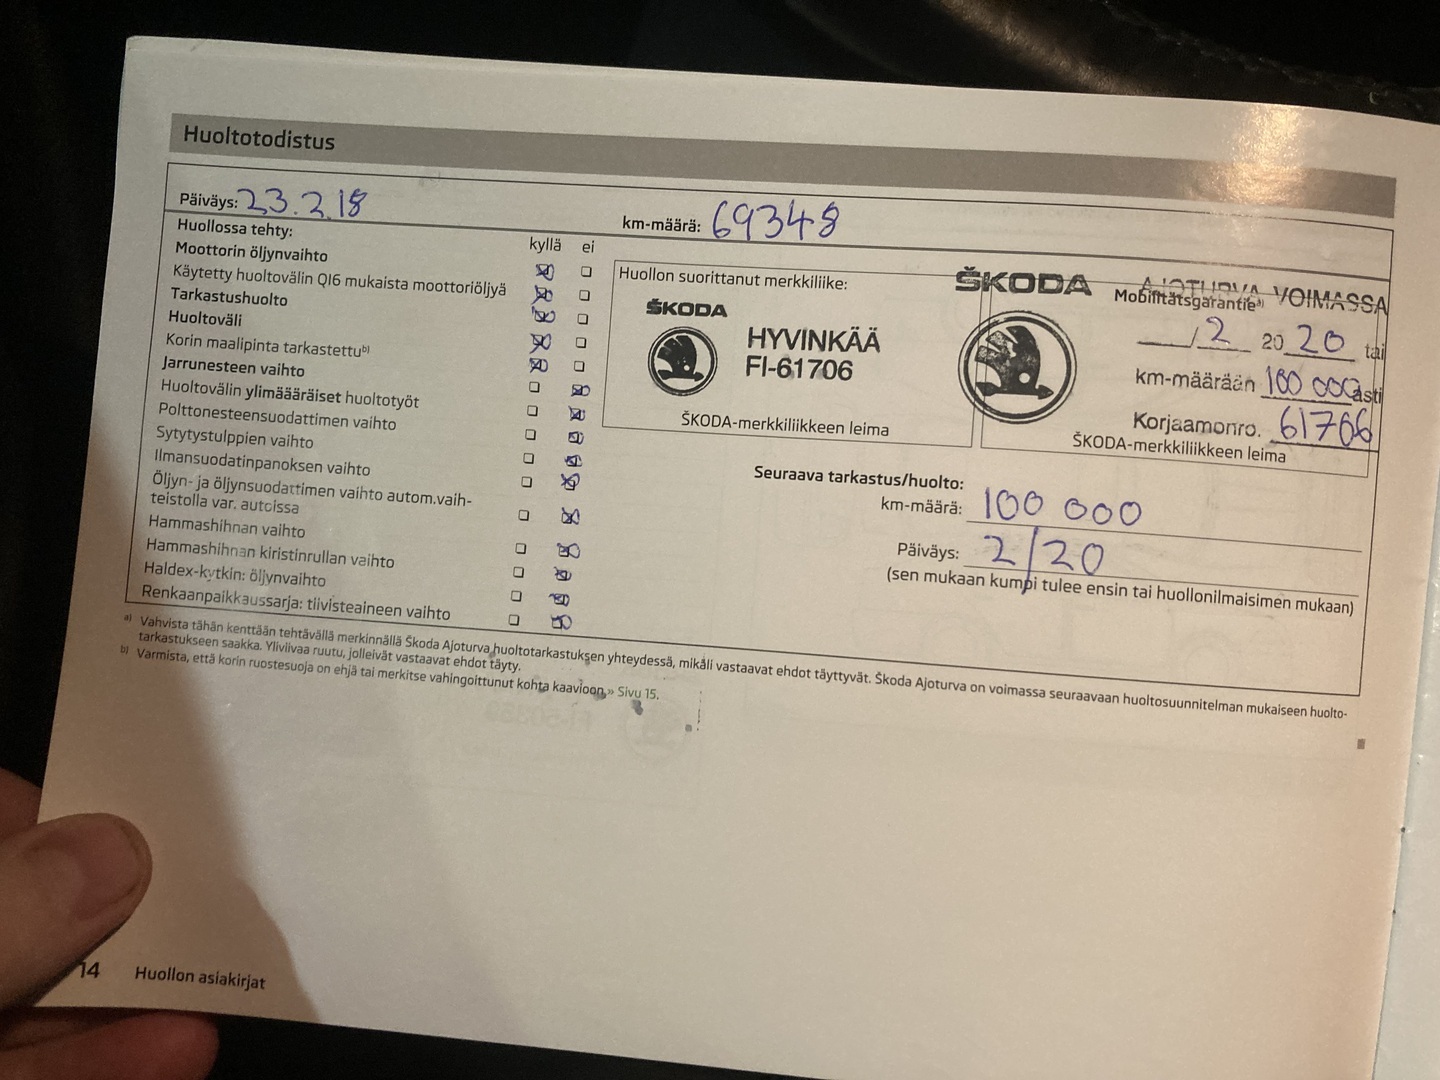 Huoltotodistus
Päiväys: 23.2.18
km-määrä: 69348
Huollossa tehty:
kyllä ei
Moottorin öljynvaihto
Käytetty huoltovälin QI6 mukaista moottoriöljyä
Tarkastushuolto
Huoltoväli
Korin maalipinta tarkastettu b)
Jarrunesteen vaihto
Huoltovälin ylimäääräiset huoltotyöt
Polttonesteensuodattimen vaihto
Sytytystulppien vaihto
Ilmansuodatinpanoksen vaihto
Öljyn- ja öljynsuodattimen vaihto autom.vaih-
teistolla var. autoissa
Hammashihnan vaihto
Hammashihnan kiristinrullan vaihto
Haldex-kytkin: öljynvaihto
Renkaanpaikkaussarja: tiivisteaineen vaihto
Huollon suorittanut merkkiliike:
ŠKODA
HYVINKÄÄ
FI-61706
ŠKODA-merkkiliikkeen leima
ŠKODA
AJOTURVA VOIMASSA
Mobilitätsgarantie a)
/2 2020 tai
km-määrään 100 000 asti
Korjaamonro. 61706
ŠKODA-merkkiliikkeen leima
Seuraava tarkastus/huolto:
km-määrä: 100 000
Päiväys: 2/20
(sen mukaan kumpi tulee ensin tai huollonilmaisimen mukaan)
a) Vahvista tähän kenttään tehtävällä merkinnällä Škoda Ajoturva huoltotarkastuksen yhteydessä, mikäli vastaavat ehdot täyttyvät. Škoda Ajoturva on voimassa seuraavaan huoltosuunnitelman mukaiseen huolto-
tarkastukseen saakka. Yliviivaa ruutu, jolleivät vastaavat ehdot täyty.
b) Varmista, että korin ruostesuoja on ehjä tai merkitse vahingoittunut kohta kaavioon » Sivu 15.
14 Huollon asiakirjat